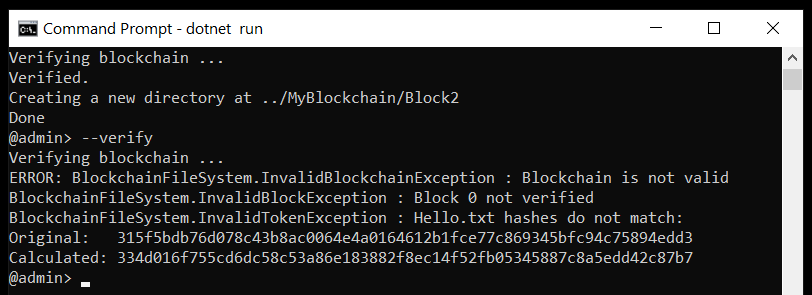 Command Prompt - dotnet  run
Verifying blockchain ...
Verified.
Creating a new directory at ../MyBlockchain/Block2
Done
@admin> --verify
Verifying blockchain ...
ERROR: BlockchainFileSystem.InvalidBlockchainException : Blockchain is not valid
BlockchainFileSystem.InvalidBlockException : Block 0 not verified
BlockchainFileSystem.InvalidTokenException : Hello.txt hashes do not match:
Original:   315f5bdb76d078c43b8ac0064e4a0164612b1fce77c869345bfc94c75894edd3
Calculated: 334d016f755cd6dc58c53a86e183882f8ec14f52fb05345887c8a5edd42c87b7
@admin>